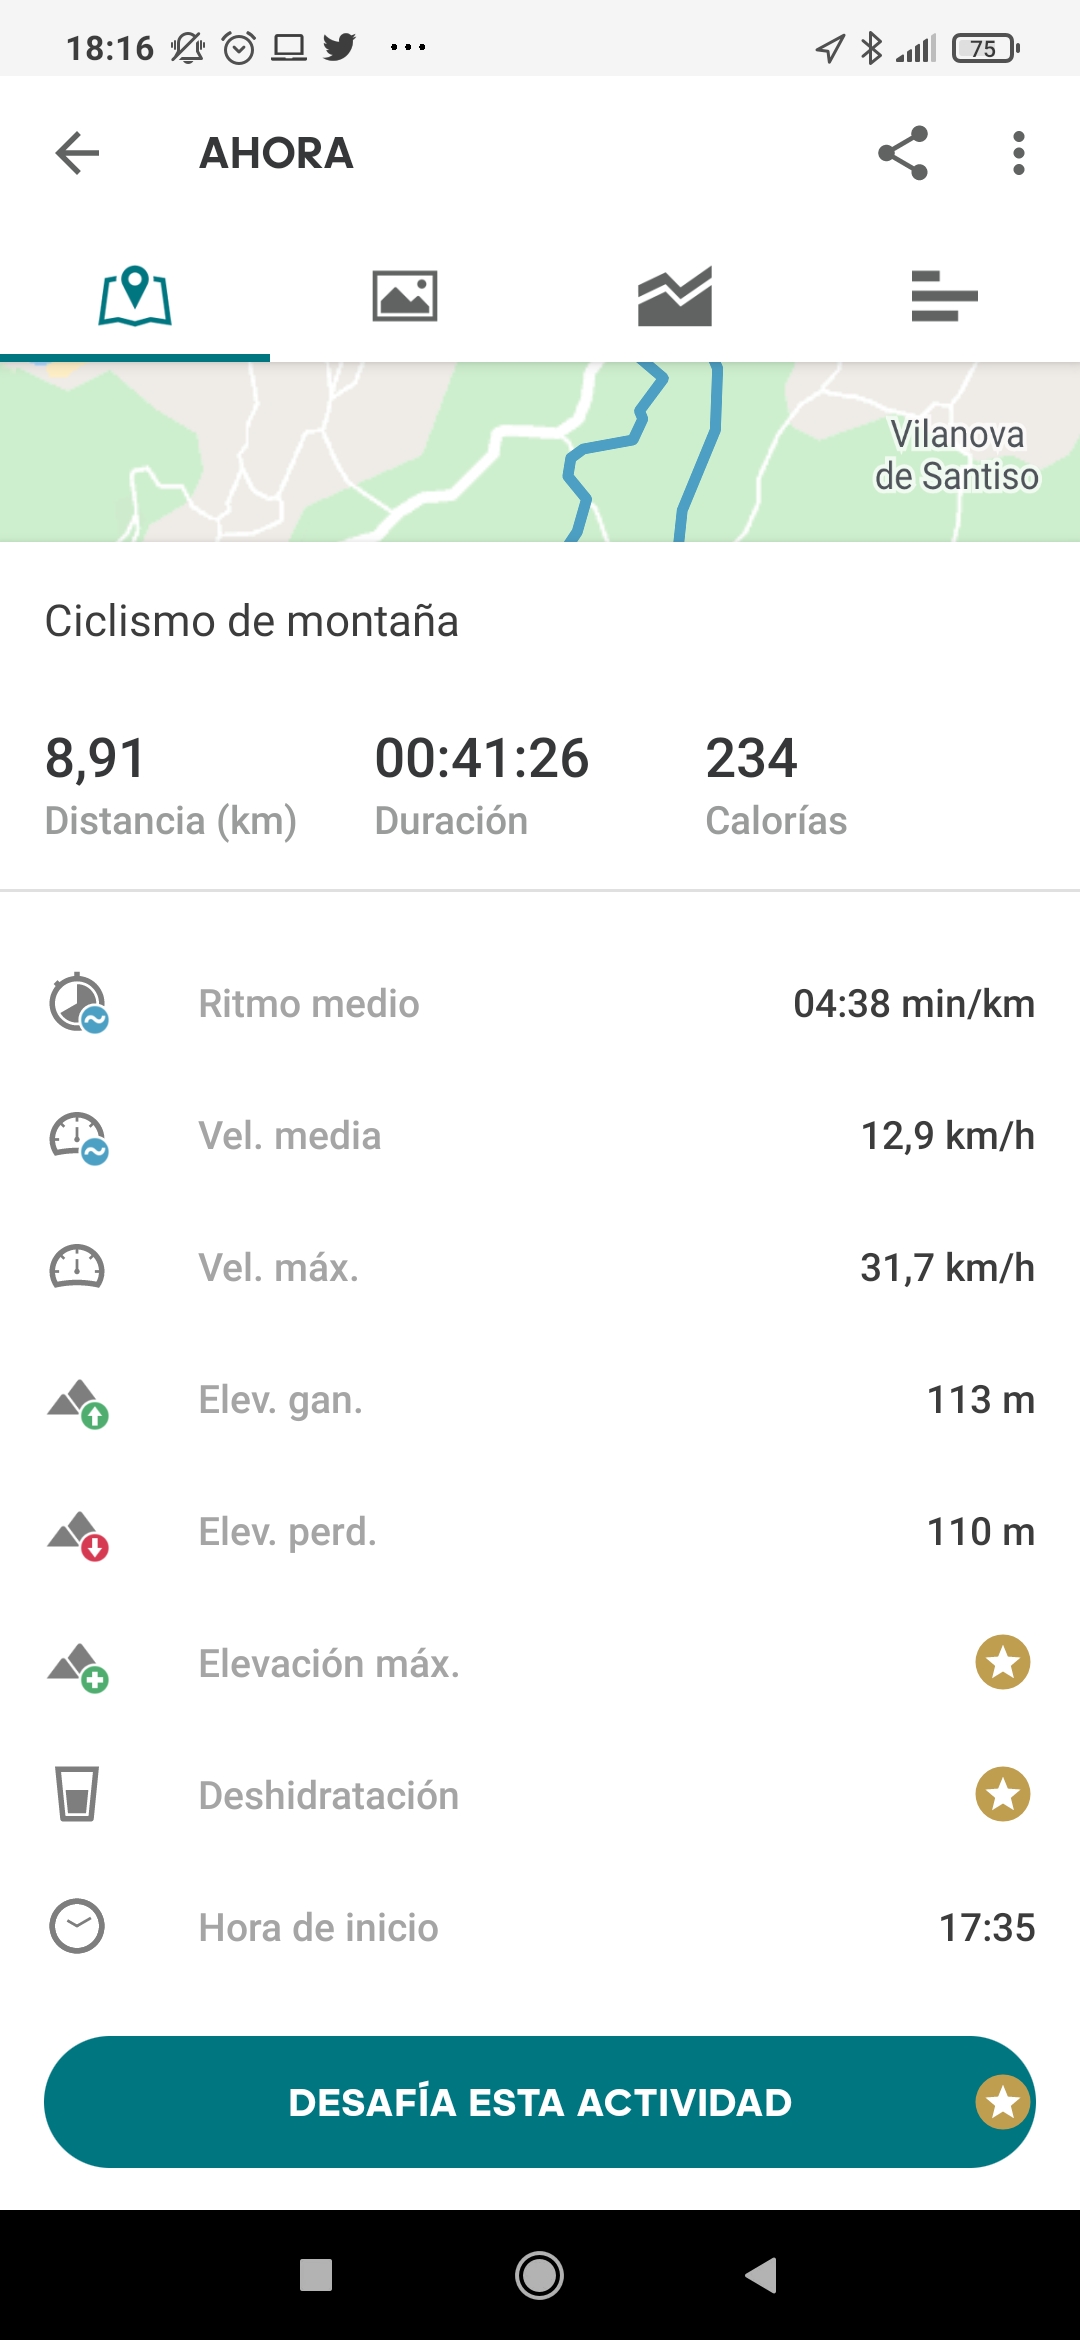 18:16
75
AHORA
Vilanova
de Santiso
Ciclismo de montaña
8,91 00:41:26 234
Distancia (km) Duración Calorías
Ritmo medio 04:38 min/km
Vel. media 12,9 km/h
Vel. máx. 31,7 km/h
Elev. gan. 113 m
Elev. perd. 110 m
Elevación máx.
Deshidratación
Hora de inicio 17:35
DESAFÍA ESTA ACTIVIDAD